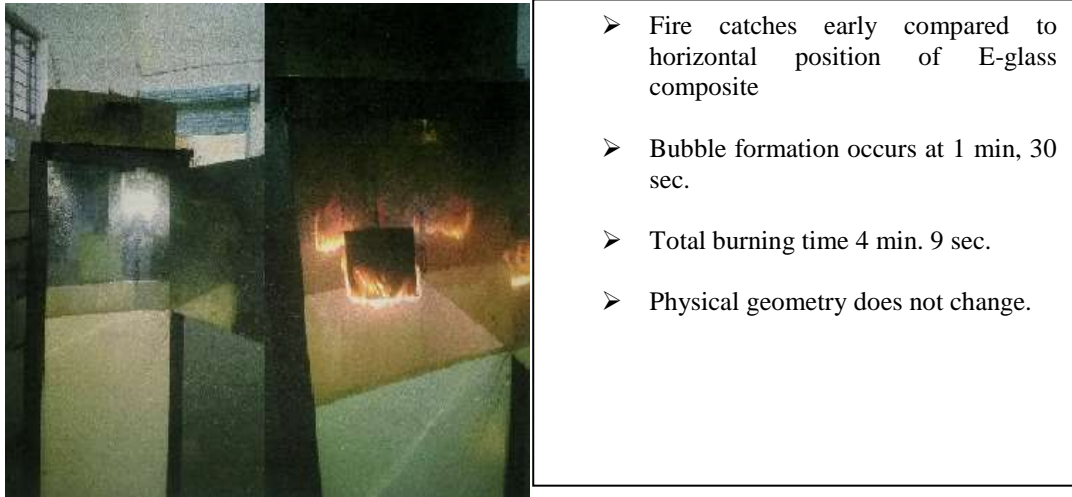 ➢ Fire catches early compared to
horizontal position of E-glass
composite
➢ Bubble formation occurs at 1 min, 30
sec.
➢ Total burning time 4 min. 9 sec.
➢ Physical geometry does not change.